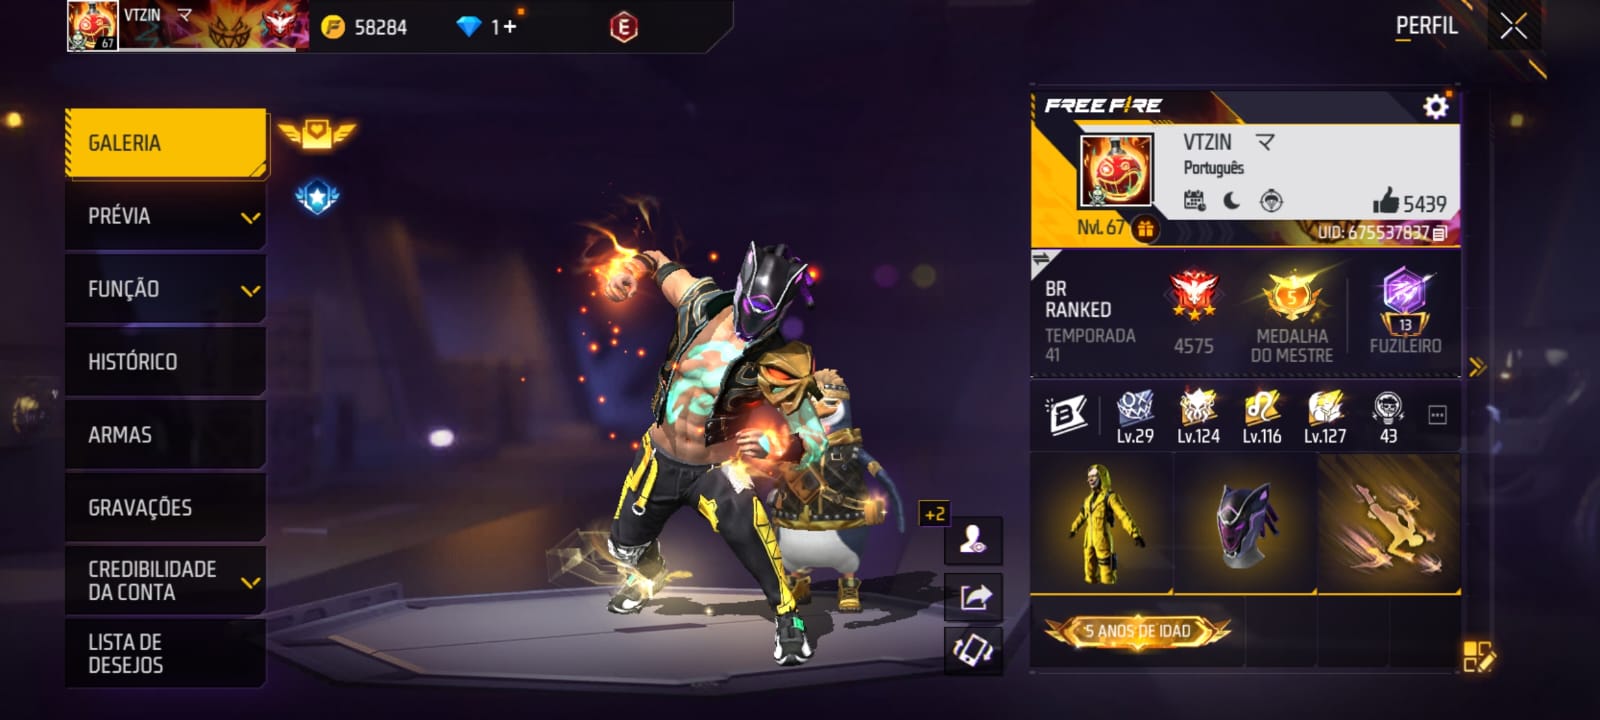 VTZIN マ
67
58284
1+
E
PERFIL
GALERIA
PRÉVIA
FUNÇÃO
HISTÓRICO
ARMAS
GRAVAÇÕES
CREDIBILIDADE
DA CONTA
LISTA DE
DESEJOS
+2
FREE FIRE
VTZIN マ
Português
5439
Nvl. 67
UID: 675537837
BR
RANKED
TEMPORADA
41
4575
5
MEDALHA
DO MESTRE
13
FUZILEIRO
B
Lv.29
Lv.124
Lv.116
Lv.127
43
5 ANOS DE IDAD